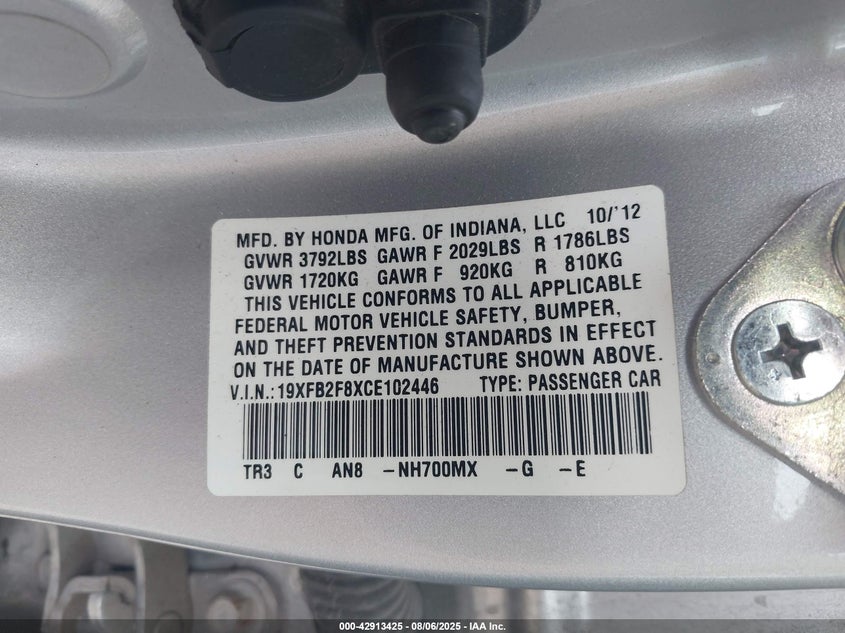 MFD. BY HONDA MFG. OF INDIANA, LLC 10/'12
GVWR 3792LBS GAWR F 2029LBS R 1786LBS
GVWR 1720KG GAWR F 920KG R 810KG
THIS VEHICLE CONFORMS TO ALL APPLICABLE
FEDERAL MOTOR VEHICLE SAFETY, BUMPER,
AND THEFT PREVENTION STANDARDS IN EFFECT
ON THE DATE OF MANUFACTURE SHOWN ABOVE.
V.I.N.:19XFB2F8XCE102446 TYPE: PASSENGER CAR
TR3 C AN8 -NH700MX -G -E
000-42913425 - 08/06/2025 - IAA Inc.